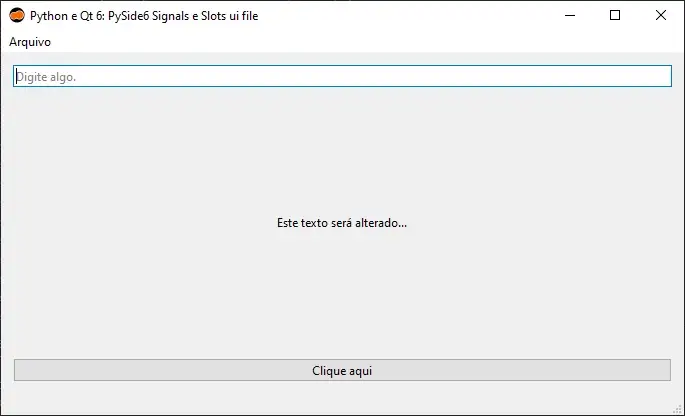 Python e Qt 6: PySide6 Signals e Slots ui file
Arquivo
Digite algo.
Este texto será alterado...
Clique aqui